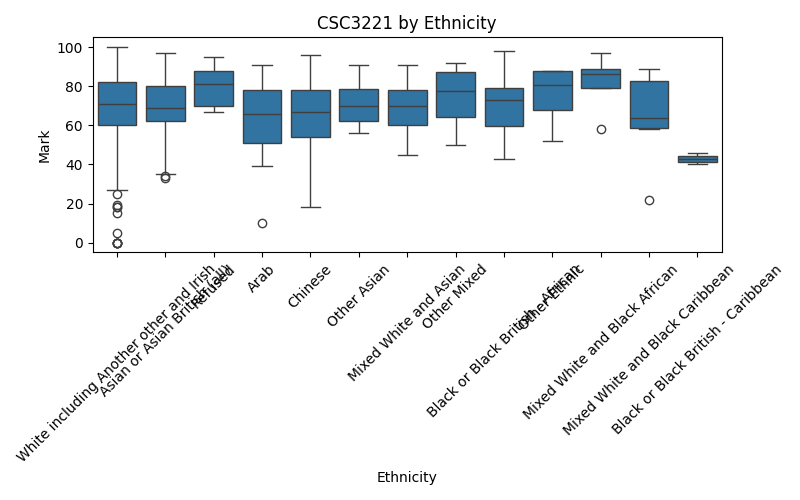 CSC3221 by Ethnicity
Mark
100
80
60
40
20
0
White including Another other and Irish
Asian or Asian British (all)
Refused
Arab
Chinese
Other Asian
Mixed White and Asian
Other Mixed
Black or Black British - African
Other Ethnic
Mixed White and Black African
Mixed White and Black Caribbean
Black or Black British - Caribbean
Ethnicity